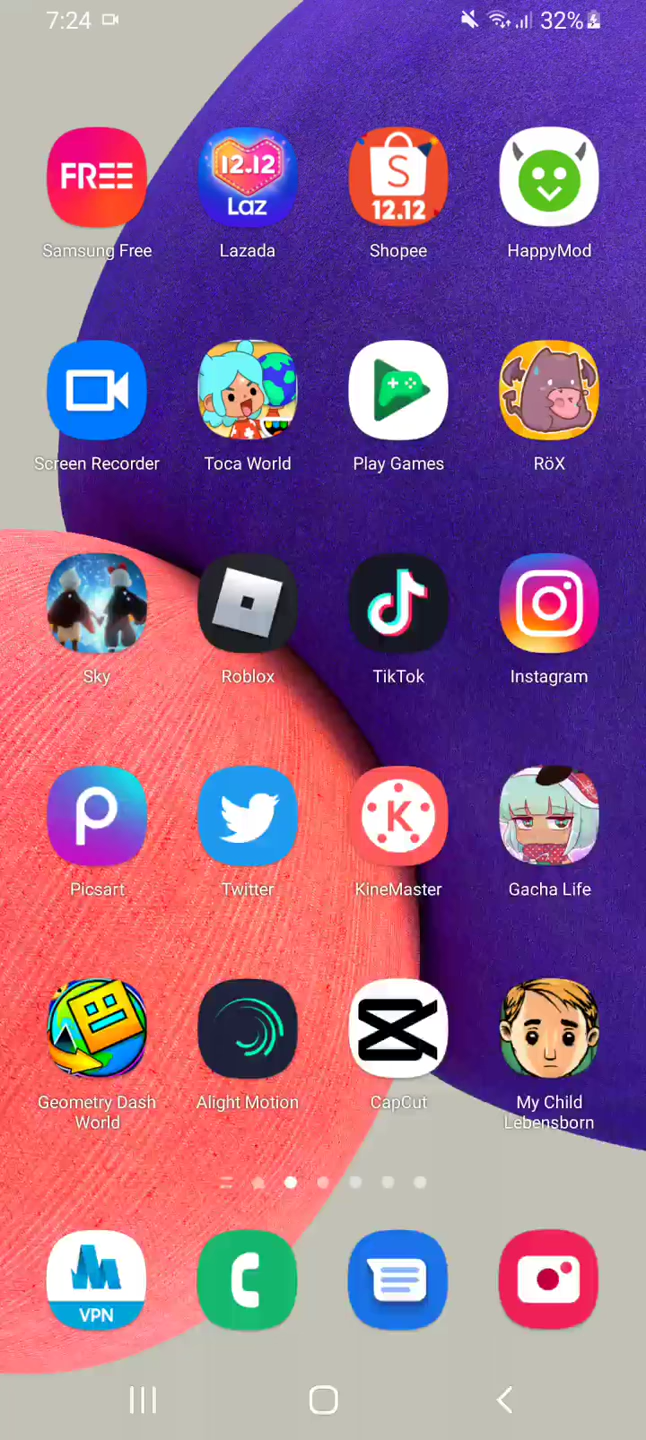 7:24 32%
FREE 12.12 Laz S 12.12
Samsung Free Lazada Shopee HappyMod
Screen Recorder Toca World Play Games RöX
Sky Roblox TikTok Instagram
K
Picsart Twitter KineMaster Gacha Life
Geometry Dash World Alight Motion CapCut My Child Lebensborn
VPN